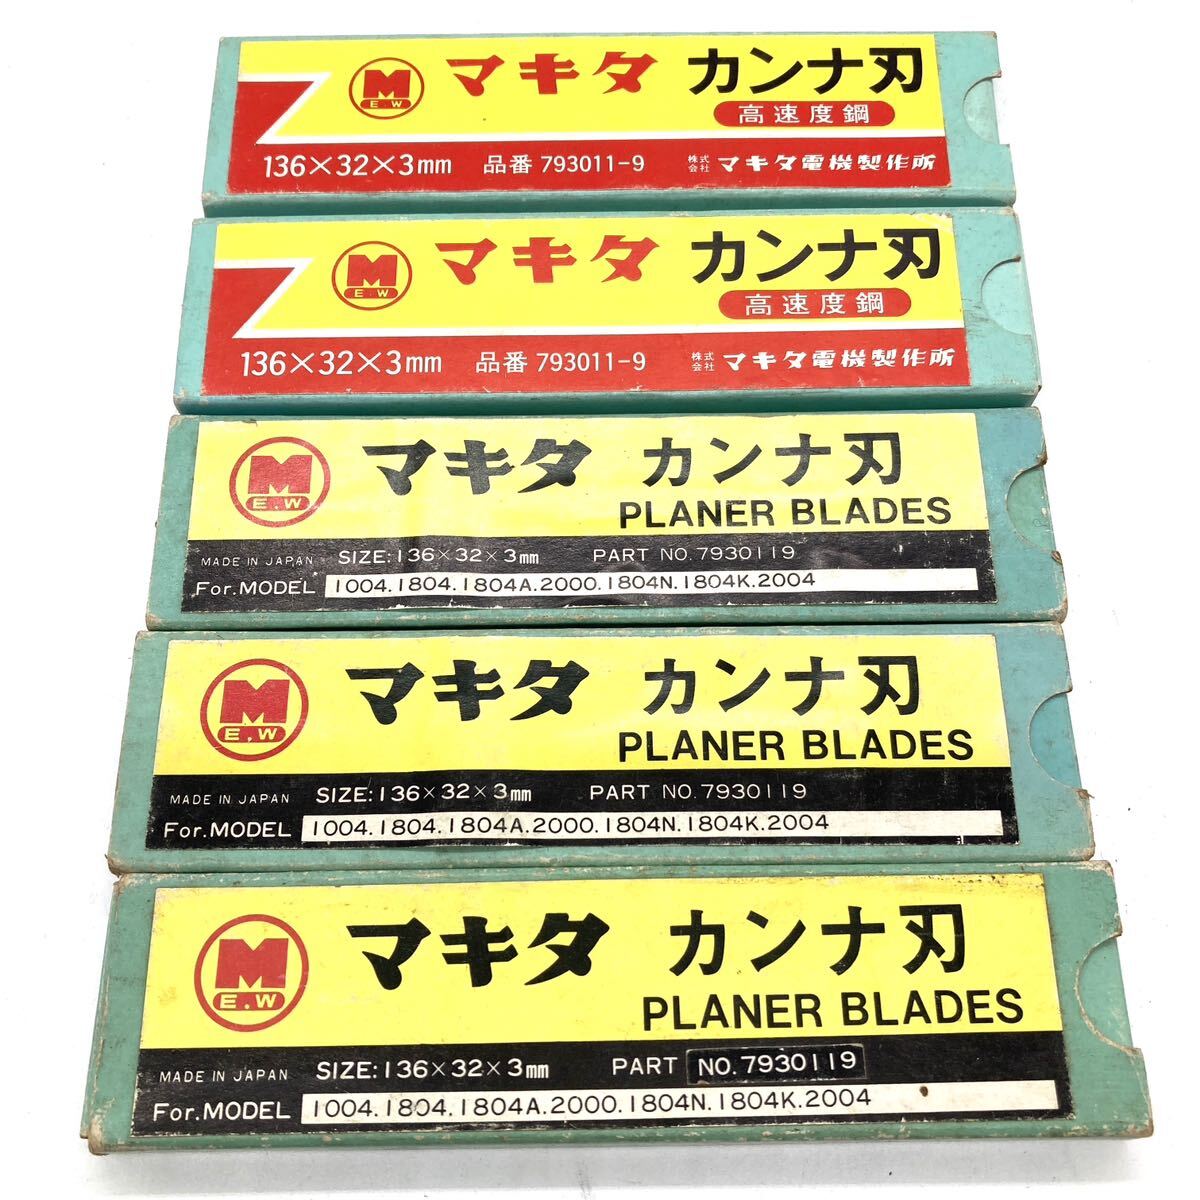 M
E.W
マキタ カンナ刃
高速度鋼
136×32×3mm 品番 793011-9 株式会社 マキタ電機製作所
M
E.W
マキタ カンナ刃
高速度鋼
136×32×3mm 品番 793011-9 株式会社 マキタ電機製作所
M
E.W
マキタ カンナ刃
PLANER BLADES
MADE IN JAPAN SIZE:136×32×3mm PART NO.7930119
For.MODEL 1004.1804.1804A.2000.1804N.1804K.2004
M
E.W
マキタ カンナ刃
PLANER BLADES
MADE IN JAPAN SIZE:136×32×3mm PART NO.7930119
For.MODEL 1004.1804.1804A.2000.1804N.1804K.2004
M
E.W
マキタ カンナ刃
PLANER BLADES
MADE IN JAPAN SIZE:136×32×3mm PART NO.7930119
For.MODEL 1004.1804.1804A.2000.1804N.1804K.2004